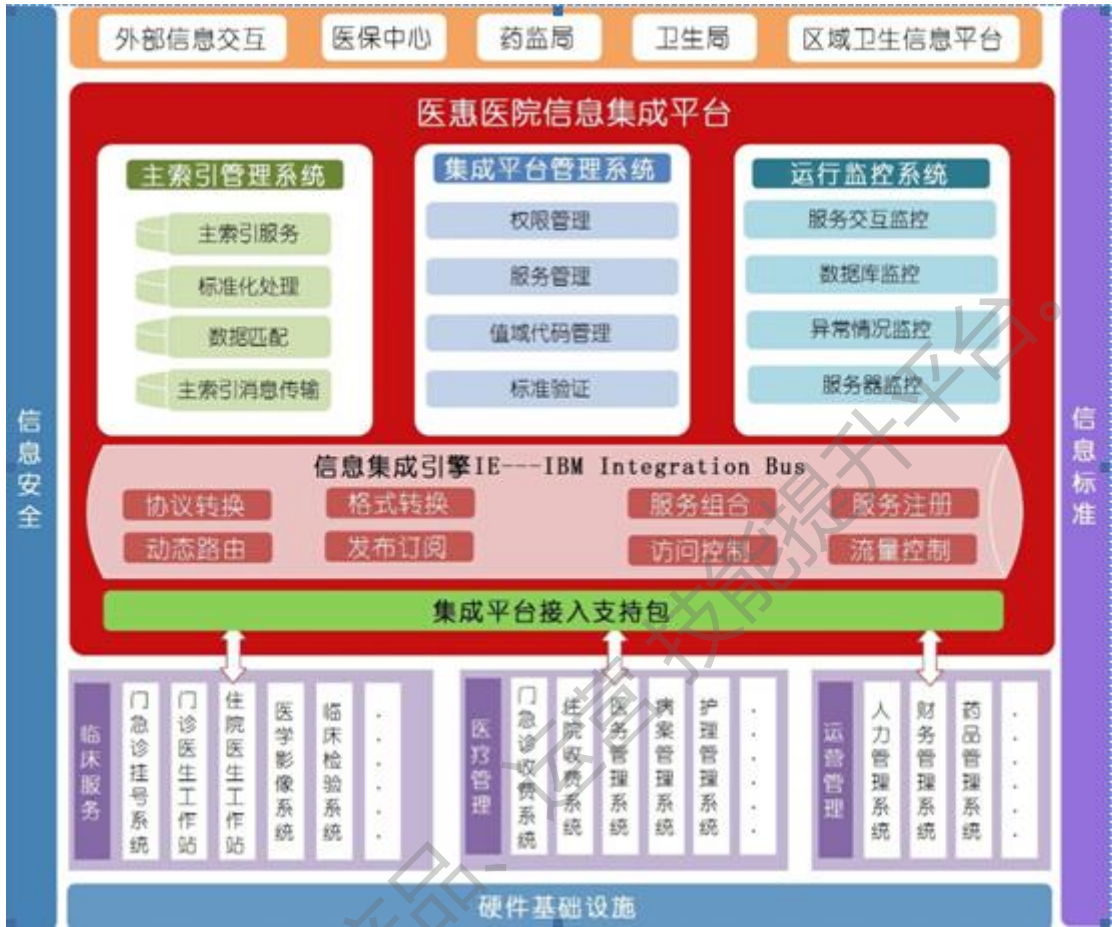 外部信息交互
医保中心
药监局
卫生局
区域卫生信息平台
医惠医院信息集成平台
主索引管理系统
主索引服务
标准化处理
数据匹配
主索引消息传输
集成平台管理系统
权限管理
服务管理
值域代码管理
标准验证
运行监控系统
服务交互监控
数据库监控
异常情况监控
服务器监控
信息安全
信息标准
信息集成引擎IE---IBM Integration Bus
协议转换
格式转换
服务组合
服务注册
动态路由
发布订阅
访问控制
流量控制
集成平台接入支持包
临床服务
门急诊挂号系统
门诊医生工作站
住院医生工作站
医学影像系统
临床检验系统
......
医疗管理
门急诊收费系统
住院收费系统
医务管理系统
病案管理系统
护理管理系统
......
运营管理
人力管理系统
财务管理系统
药品管理系统
......
硬件基础设施
产品、运营技能提升平台。